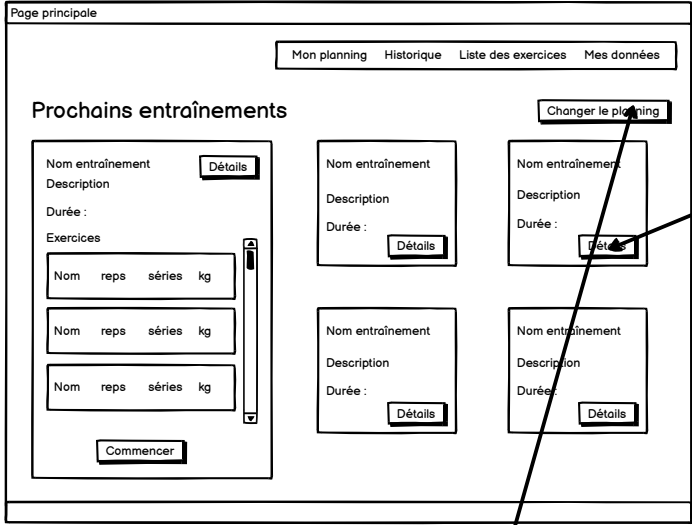 Page principale
Mon planning Historique Liste des exercices Mes données
Prochains entraînements
Changer le planning
Nom entraînement
Détails
Description
Durée :
Exercices
Nom reps séries kg
Nom reps séries kg
Nom reps séries kg
Commencer
Nom entraînement
Description
Durée :
Détails
Nom entraînement
Description
Durée :
Détails
Nom entraînement
Description
Durée :
Détails
Nom entraînement
Description
Durée :
Détails